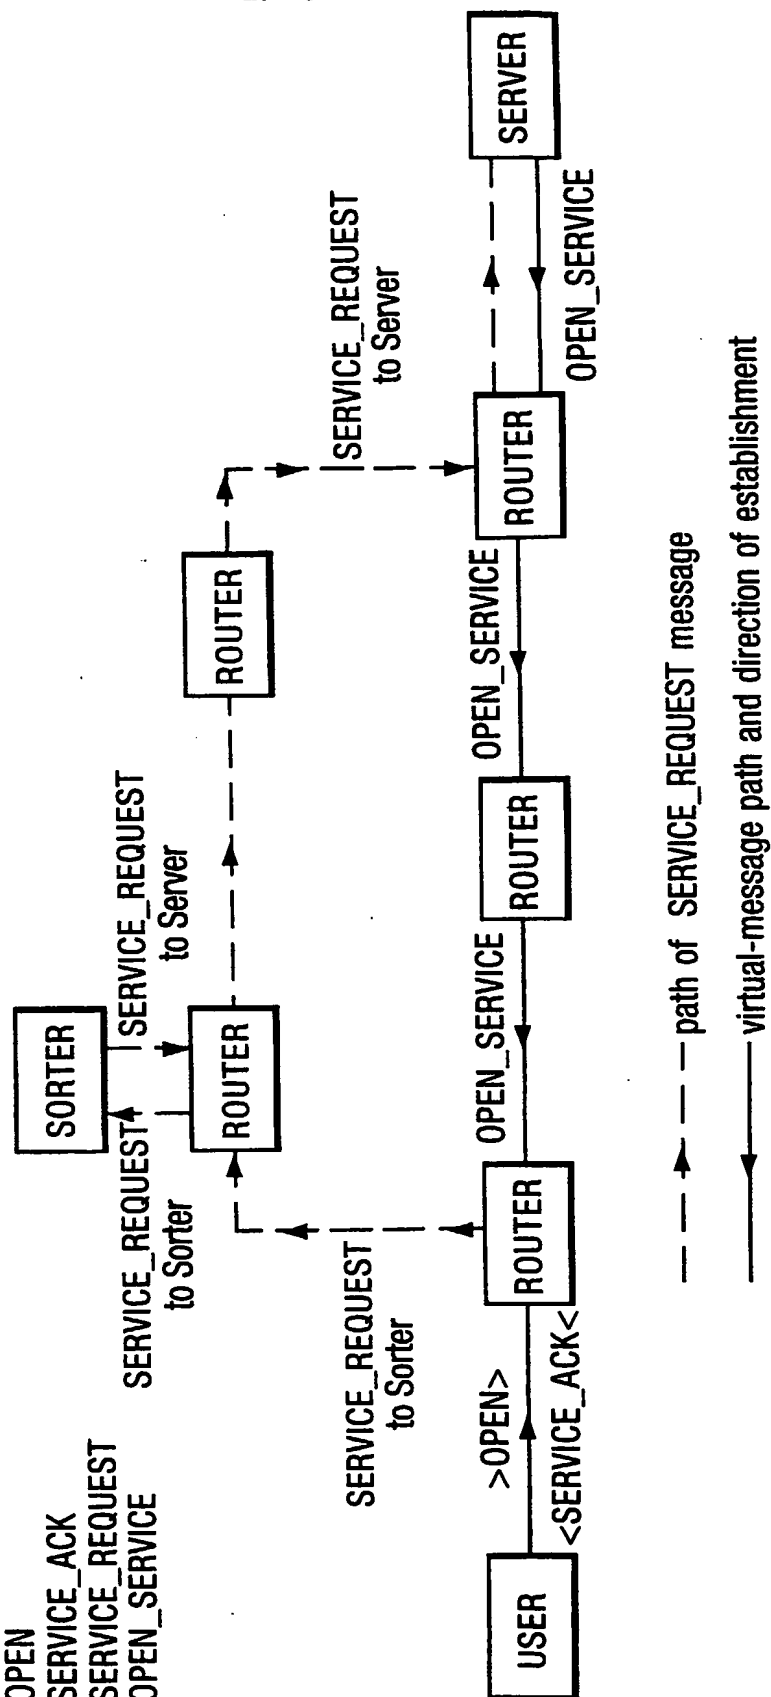 OPEN
SERVICE_ACK
SERVICE_REQUEST
OPEN_SERVICE
SORTER
SERVICE_REQUEST
to Sorter
SERVICE_REQUEST
to Server
ROUTER
ROUTER
SERVICE_REQUEST
to Sorter
SERVICE_REQUEST
to Server
USER
>OPEN>
<SERVICE_ACK<
ROUTER
OPEN_SERVICE
ROUTER
OPEN_SERVICE
ROUTER
OPEN_SERVICE
SERVER
path of SERVICE_REQUEST message
virtual-message path and direction of establishment